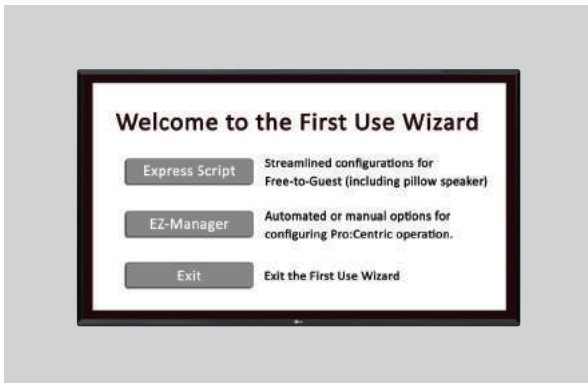 Welcome to the First Use Wizard
Express Script
Streamlined configurations for
Free-to-Guest (including pillow speaker)
EZ-Manager
Automated or manual options for
configuring Pro:Centric operation.
Exit
Exit the First Use Wizard